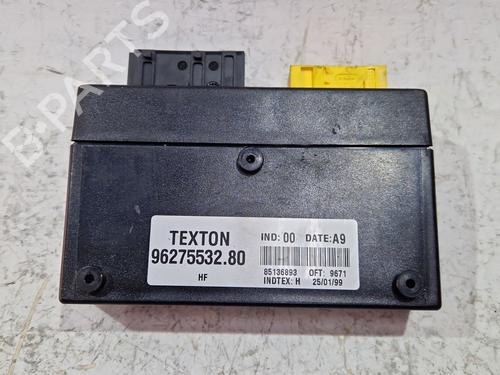 B-PARTS
TEXTON
96275532.80
HF
IND: 00 DATE: A9
85136893 OFT: 9671
INDTEX: H 25/01/99